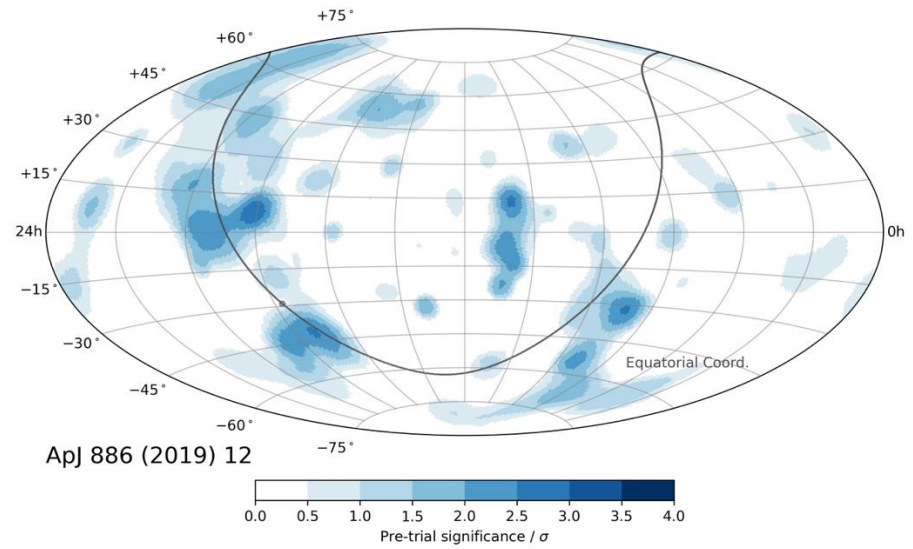 +75°
+60°
+45°
+30°
+15°
24h
0h
−15°
−30°
Equatorial Coord.
−45°
−60°
−75°
ApJ 886 (2019) 12
0.0 0.5 1.0 1.5 2.0 2.5 3.0 3.5 4.0
Pre-trial significance / σ